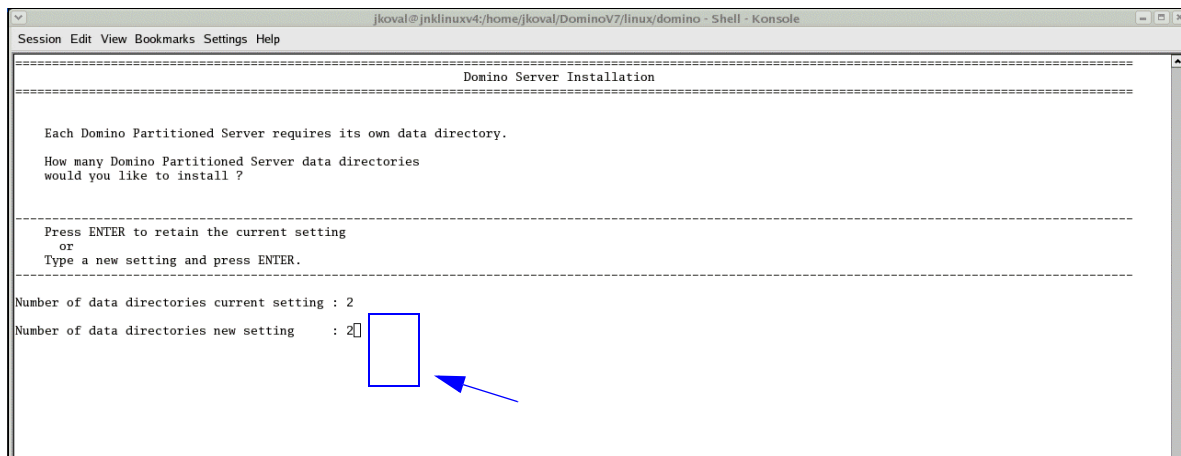 jkoval@jnklinuxv4:/home/jkoval/DominoV7/linux/domino - Shell - Konsole
Session Edit View Bookmarks Settings Help
Domino Server Installation
Each Domino Partitioned Server requires its own data directory.
How many Domino Partitioned Server data directories
would you like to install ?
Press ENTER to retain the current setting
or
Type a new setting and press ENTER.
Number of data directories current setting : 2
Number of data directories new setting : 2